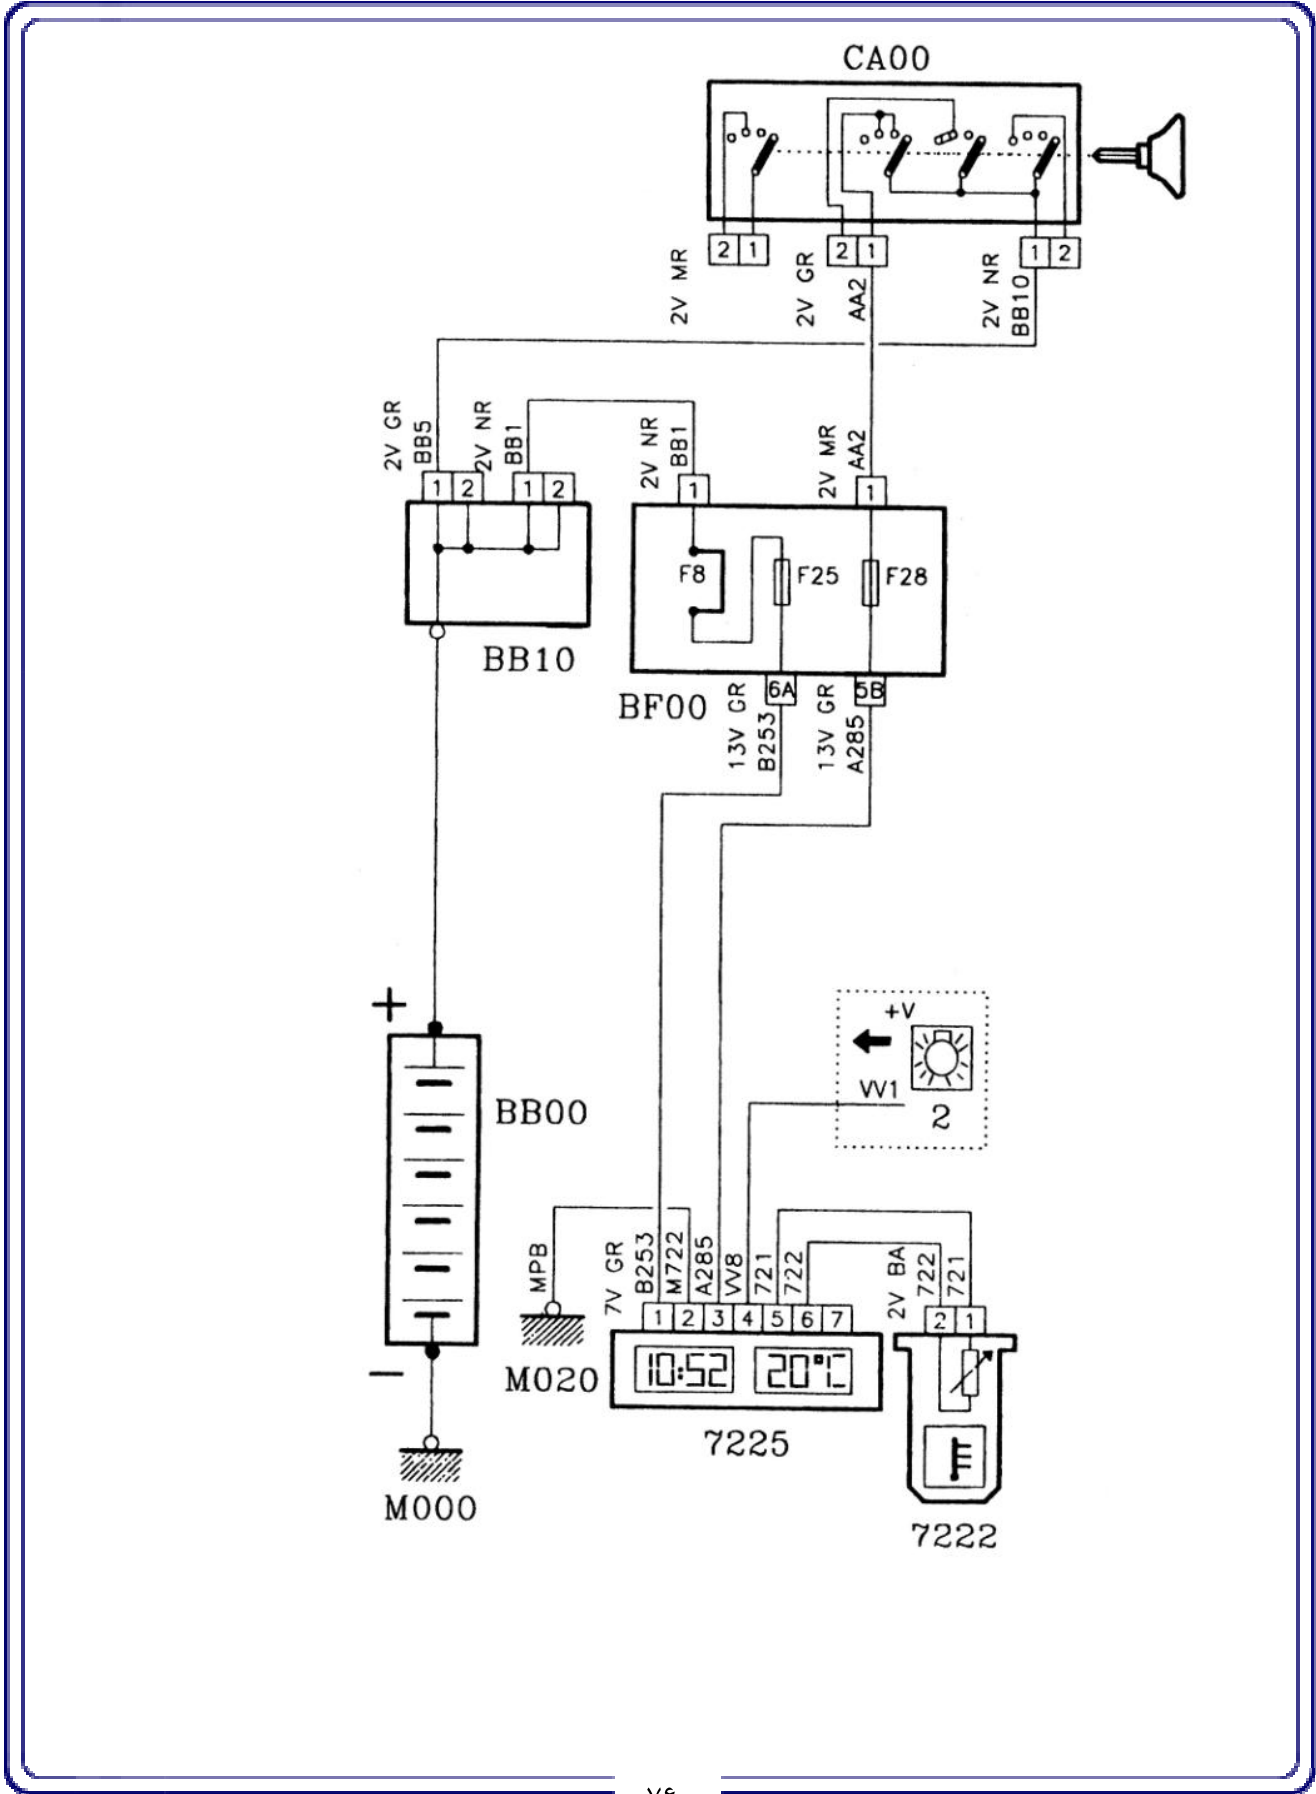 CA00
2 1
2 1
1 2
2V MR
2V GR
AA2
2V NR
BB10
2V GR
BB5
2V NR
BB1
2V NR
BB1
2V MR
AA2
1 2
1 2
1
1
F8
F25
F28
BB10
BF00
6A
5B
13V GR
B253
13V GR
A285
+
+V
VV1
2
BB00
MPB
7V GR
B253
M722
A285
VV8
721
722
2V BA
722
721
1 2 3 4 5 6 7
2 1
10:52
20°C
−
M020
7225
M000
7222